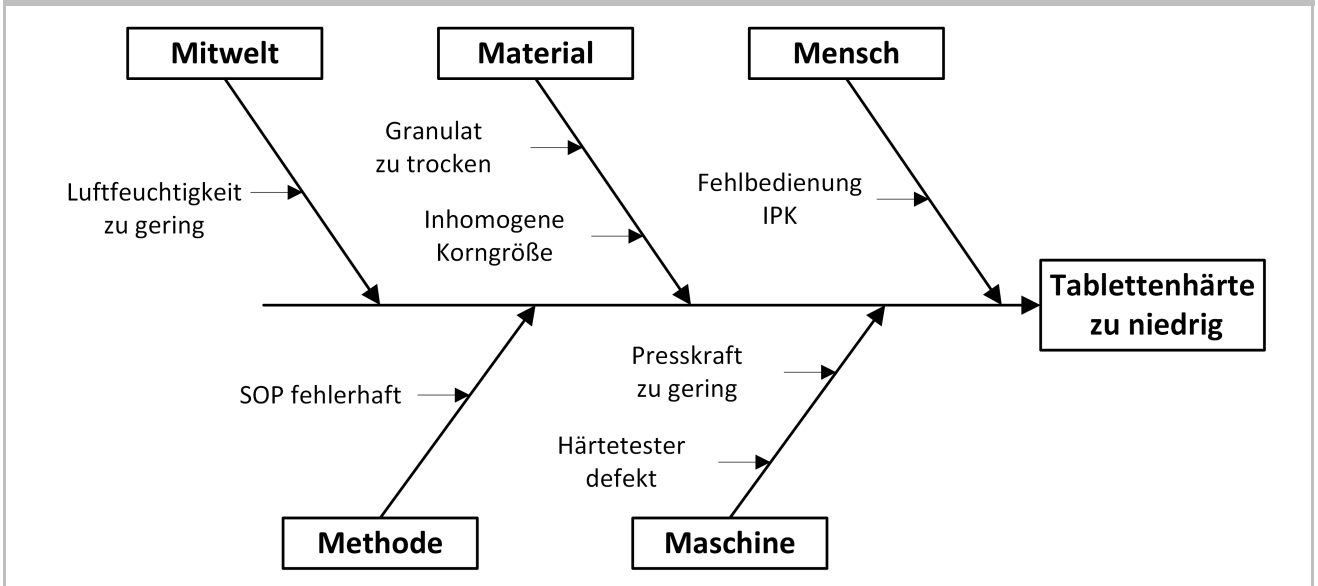 Mitwelt
Material
Mensch
Granulat
zu trocken
Luftfeuchtigkeit
zu gering
Inhomogene
Korngröße
Fehlbedienung
IPK
Tablettenhärte
zu niedrig
SOP fehlerhaft
Presskraft
zu gering
Härtetester
defekt
Methode
Maschine